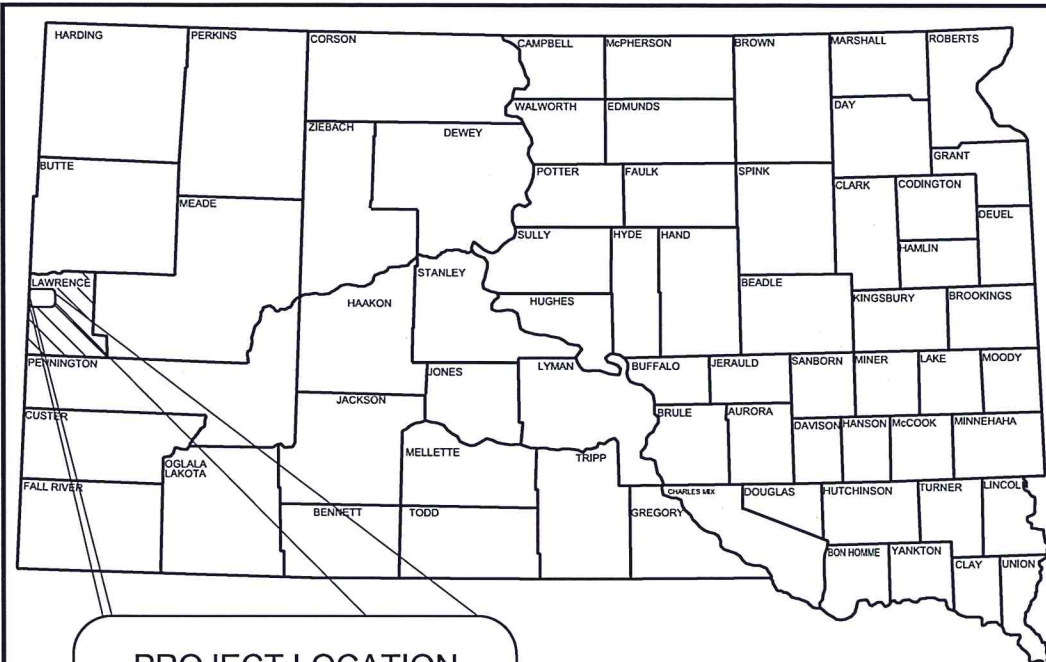 HARDING PERKINS CORSON CAMPBELL McPHERSON BROWN MARSHALL ROBERTS
WALWORTH EDMUNDS DAY
ZIEBACH DEWEY
GRANT
BUTTE POTTER FAULK SPINK CLARK CODINGTON
MEADE DEUEL
SULLY HYDE HAND HAMLIN
LAWRENCE STANLEY BEADLE
HAAKON HUGHES KINGSBURY BROOKINGS
PENNINGTON JONES LYMAN BUFFALO JERAULD SANBORN MINER LAKE MOODY
JACKSON
CUSTER BRULE AURORA DAVISON HANSON McCOOK MINNEHAHA
OGLALA
LAKOTA
MELLETTE TRIPP
FALL RIVER CHARLES MIX DOUGLAS HUTCHINSON TURNER LINCOL
BENNETT TODD GREGORY
BON HOMME YANKTON CLAY UNION
PROJECT LOCATION